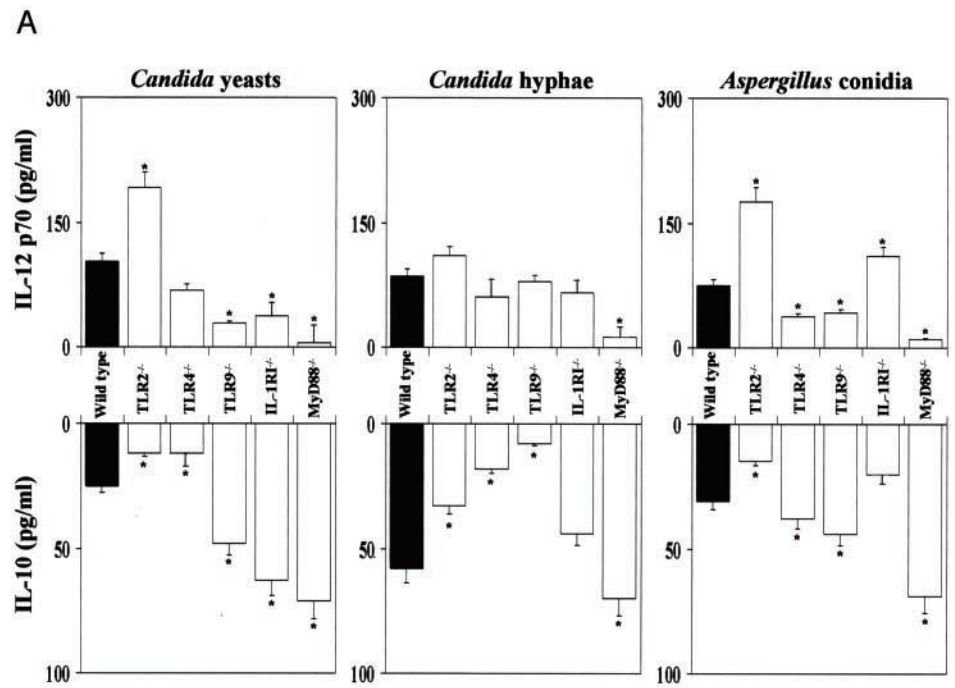 A
Candida yeasts
Candida hyphae
Aspergillus conidia
IL-12 p70 (pg/ml)
300
150
0
300
150
0
300
150
0
* * * *
*
* * * * *
Wild type
TLR2-/-
TLR4-/-
TLR9-/-
IL-1RI-/-
MyD88-/-
Wild type
TLR2-/-
TLR4-/-
TLR9-/-
IL-1RI-/-
MyD88-/-
Wild type
TLR2-/-
TLR4-/-
TLR9-/-
IL-1RI-/-
MyD88-/-
IL-10 (pg/ml)
0
50
100
0
50
100
0
50
100
* * * * *
* * * *
* * * *